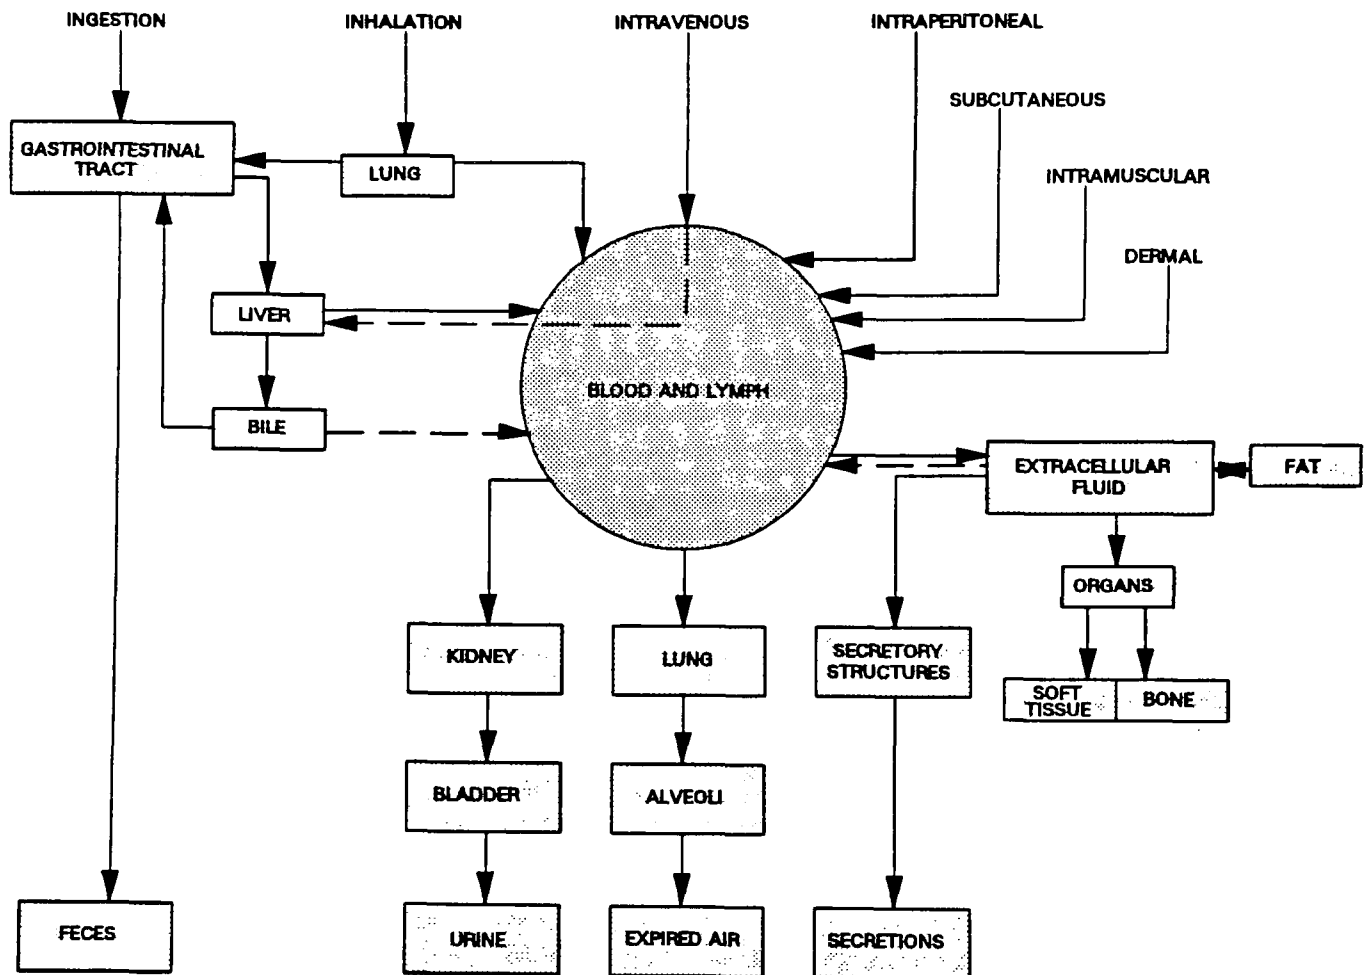 INGESTION
INHALATION
INTRAVENOUS
INTRAPERITONEAL
SUBCUTANEOUS
GASTROINTESTINAL
TRACT
LUNG
INTRAMUSCULAR
DERMAL
LIVER
BLOOD AND LYMPH
BILE
EXTRACELLULAR
FLUID
FAT
ORGANS
KIDNEY
LUNG
SECRETORY
STRUCTURES
SOFT
TISSUE
BONE
BLADDER
ALVEOLI
FECES
URINE
EXPIRED AIR
SECRETIONS